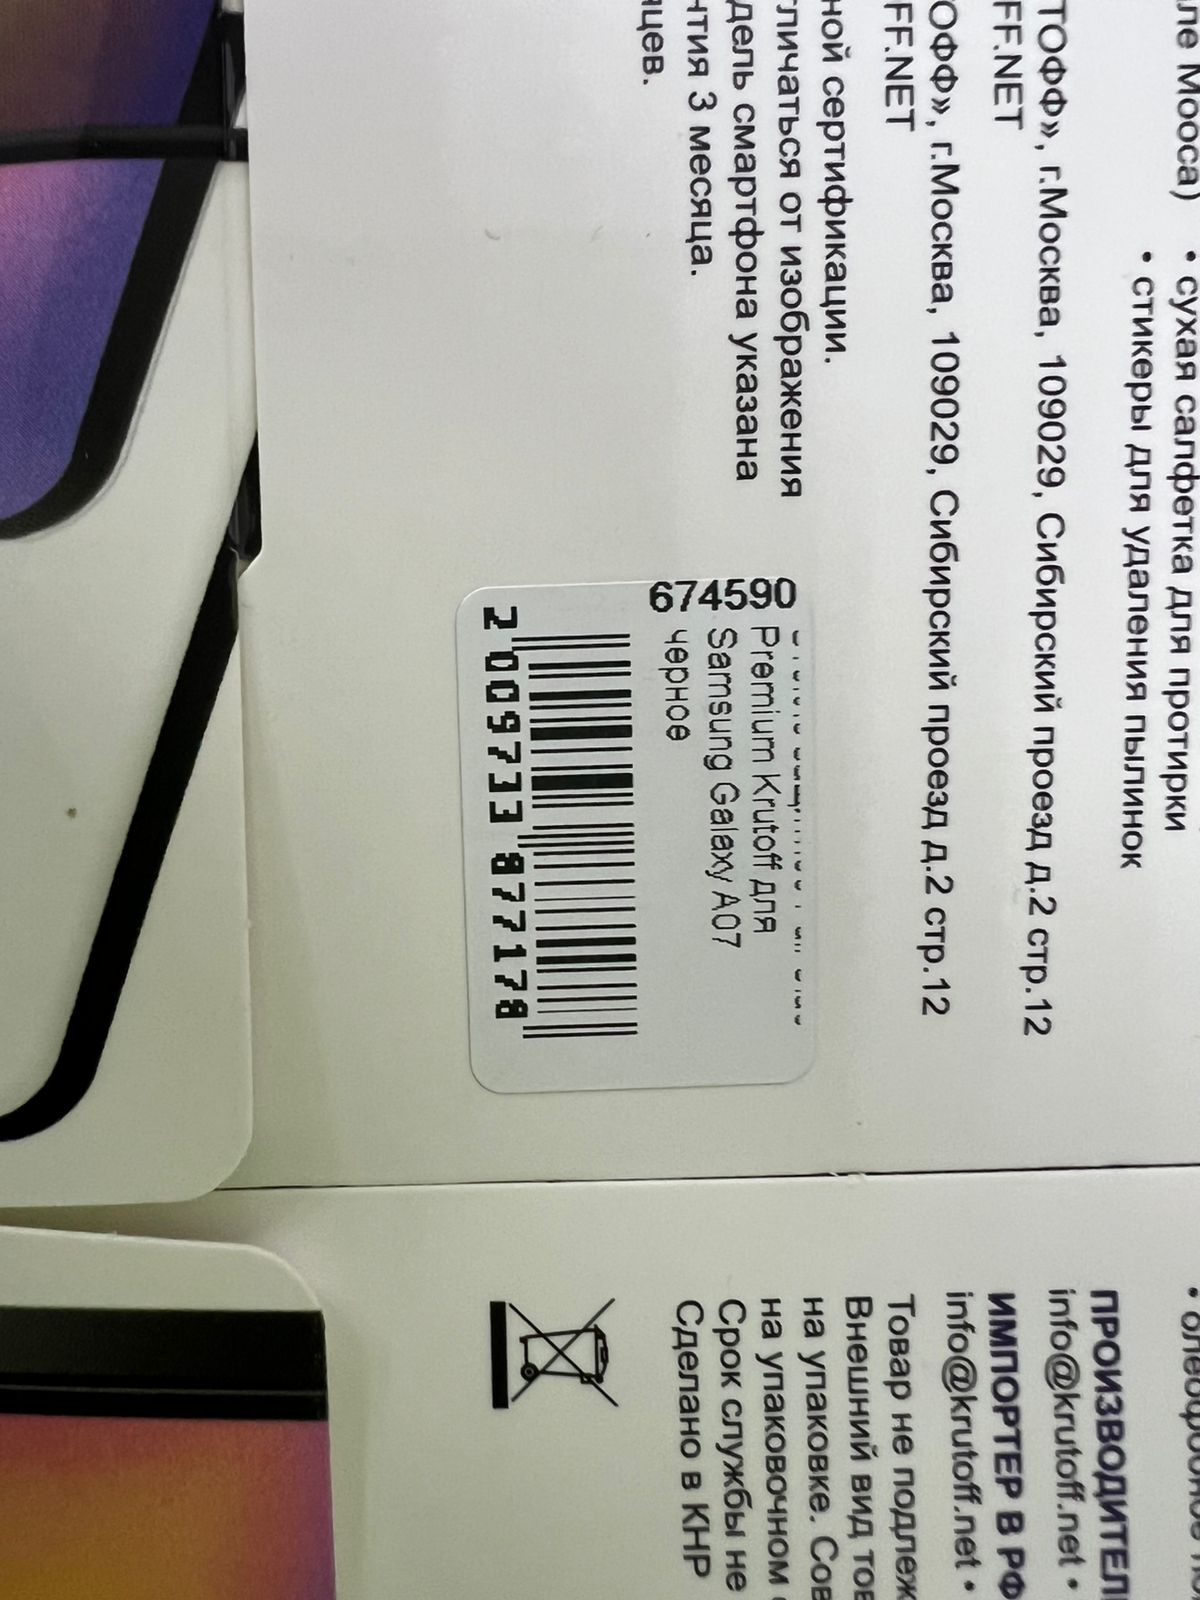 ле Мооса)
• сухая салфетка для протирки
• стикеры для удаления пылинок
ТОФФ», г.Москва, 109029, Сибирский проезд д.2 стр.12
FF.NET
ОФФ», г.Москва, 109029, Сибирский проезд д.2 стр.12
FF.NET
ной сертификации.
тличаться от изображения
дель смартфона указана
нтия 3 месяца.
яцев.
674590
Premium Krutoff для
Samsung Galaxy A07
черное
2 009733 877178
ПРОИЗВОДИТЕЛ
info@krutoff.net •
ИМПОРТЕР В РФ
info@krutoff.net •
Товар не подлеж
Внешний вид тов
на упаковке. Сов
на упаковочном
Срок службы не
Сделано в КНР